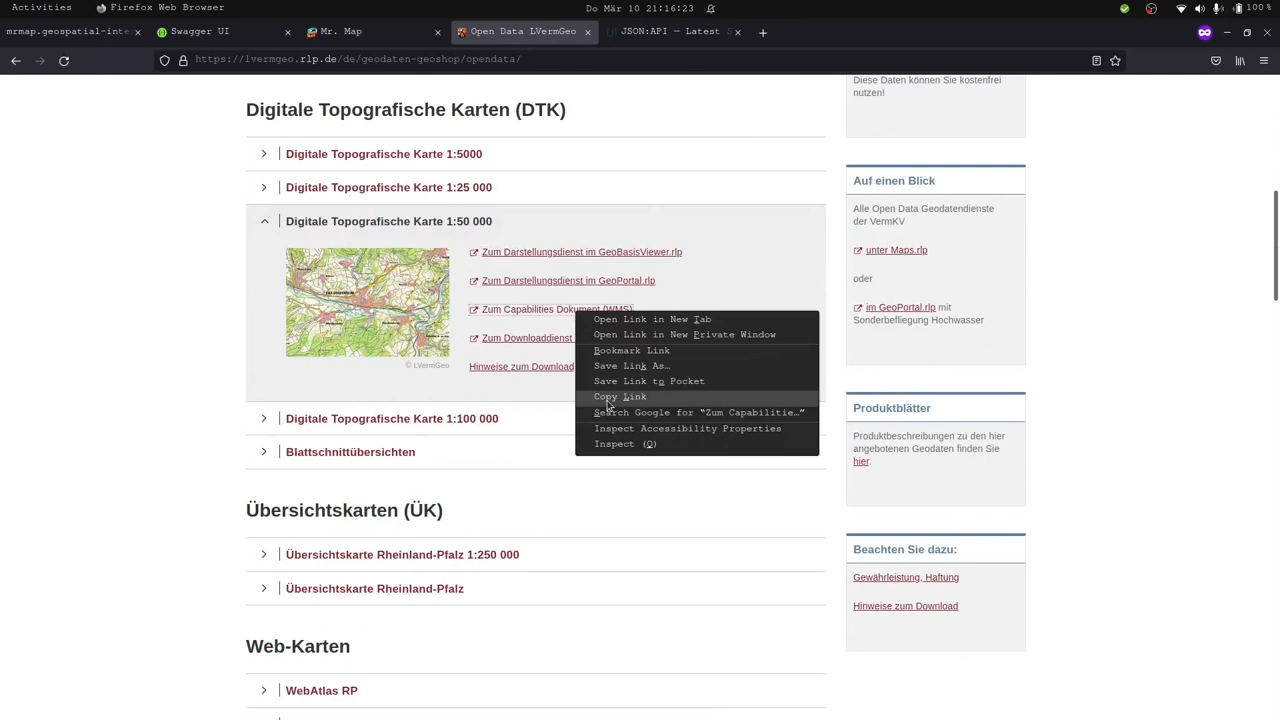 Activities
Firefox Web Browser
Do Mär 10 21:16:23
100 %
mrmap.geospatial-inte
Swagger UI
Mr. Map
Open Data LVermGeo
JSON:API — Latest S
https://lvermgeo.rlp.de/de/geodaten-geoshop/opendata/
Digitale Topografische Karten (DTK)
Digitale Topografische Karte 1:5000
Digitale Topografische Karte 1:25 000
Digitale Topografische Karte 1:50 000
Zum Darstellungsdienst im GeoBasisViewer.rlp
Zum Darstellungsdienst im GeoPortal.rlp
Zum Capabilities Dokument (WMS)
Zum Downloaddienst
Hinweise zum Download
© LVermGeo
Open Link in New Tab
Open Link in New Private Window
Bookmark Link
Save Link As…
Save Link to Pocket
Copy Link
Search Google for “Zum Capabilitie…”
Inspect Accessibility Properties
Inspect (Q)
Digitale Topografische Karte 1:100 000
Blattschnittübersichten
Übersichtskarten (ÜK)
Übersichtskarte Rheinland-Pfalz 1:250 000
Übersichtskarte Rheinland-Pfalz
Web-Karten
WebAtlas RP
Diese Daten können Sie kostenfrei
nutzen!
Auf einen Blick
Alle Open Data Geodatendienste
der VermKV
unter Maps.rlp
oder
im GeoPortal.rlp mit
Sonderbefliegung Hochwasser
Produktblätter
Produktbeschreibungen zu den hier
angebotenen Geodaten finden Sie
hier.
Beachten Sie dazu:
Gewährleistung, Haftung
Hinweise zum Download